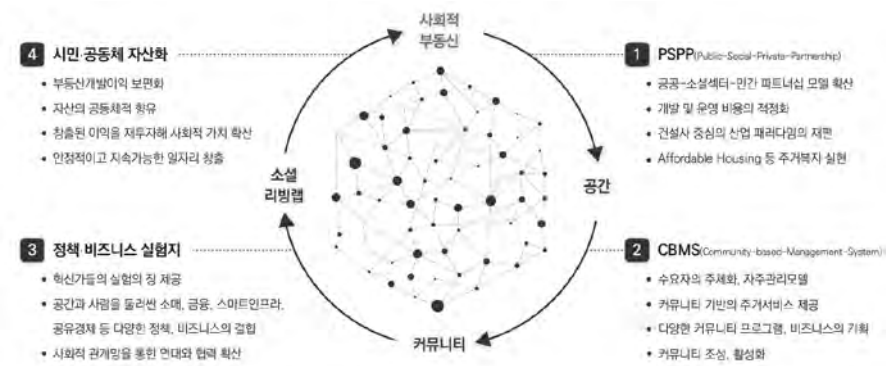 사회적
부동산
1 PSPP(Public-Social-Private-Partnership)
• 공공-소셜섹터-민간 파트너십 모델 확산
• 개발 및 운영 비용의 적정화
• 건설사 중심의 산업 패러다임의 재편
• Affordable Housing 등 주거복지 실현
공간
2 CBMS(Community-based-Management-System)
• 수요자의 주체화, 자주관리모델
• 커뮤니티 기반의 주거서비스 제공
• 다양한 커뮤니티 프로그램, 비즈니스의 기획
• 커뮤니티 조성, 활성화
커뮤니티
3 정책·비즈니스 실험지
• 혁신가들의 실험의 장 제공
• 공간과 사람을 둘러싼 소매, 금융, 스마트인프라,
공유경제 등 다양한 정책, 비즈니스의 결합
• 사회적 관계망을 통한 연대와 협력 확산
소셜
리빙랩
4 시민·공동체 자산화
• 부동산개발이익 보편화
• 자산의 공동체적 향유
• 창출된 이익을 재투자해 사회적 가치 확산
• 안정적이고 지속가능한 일자리 창출